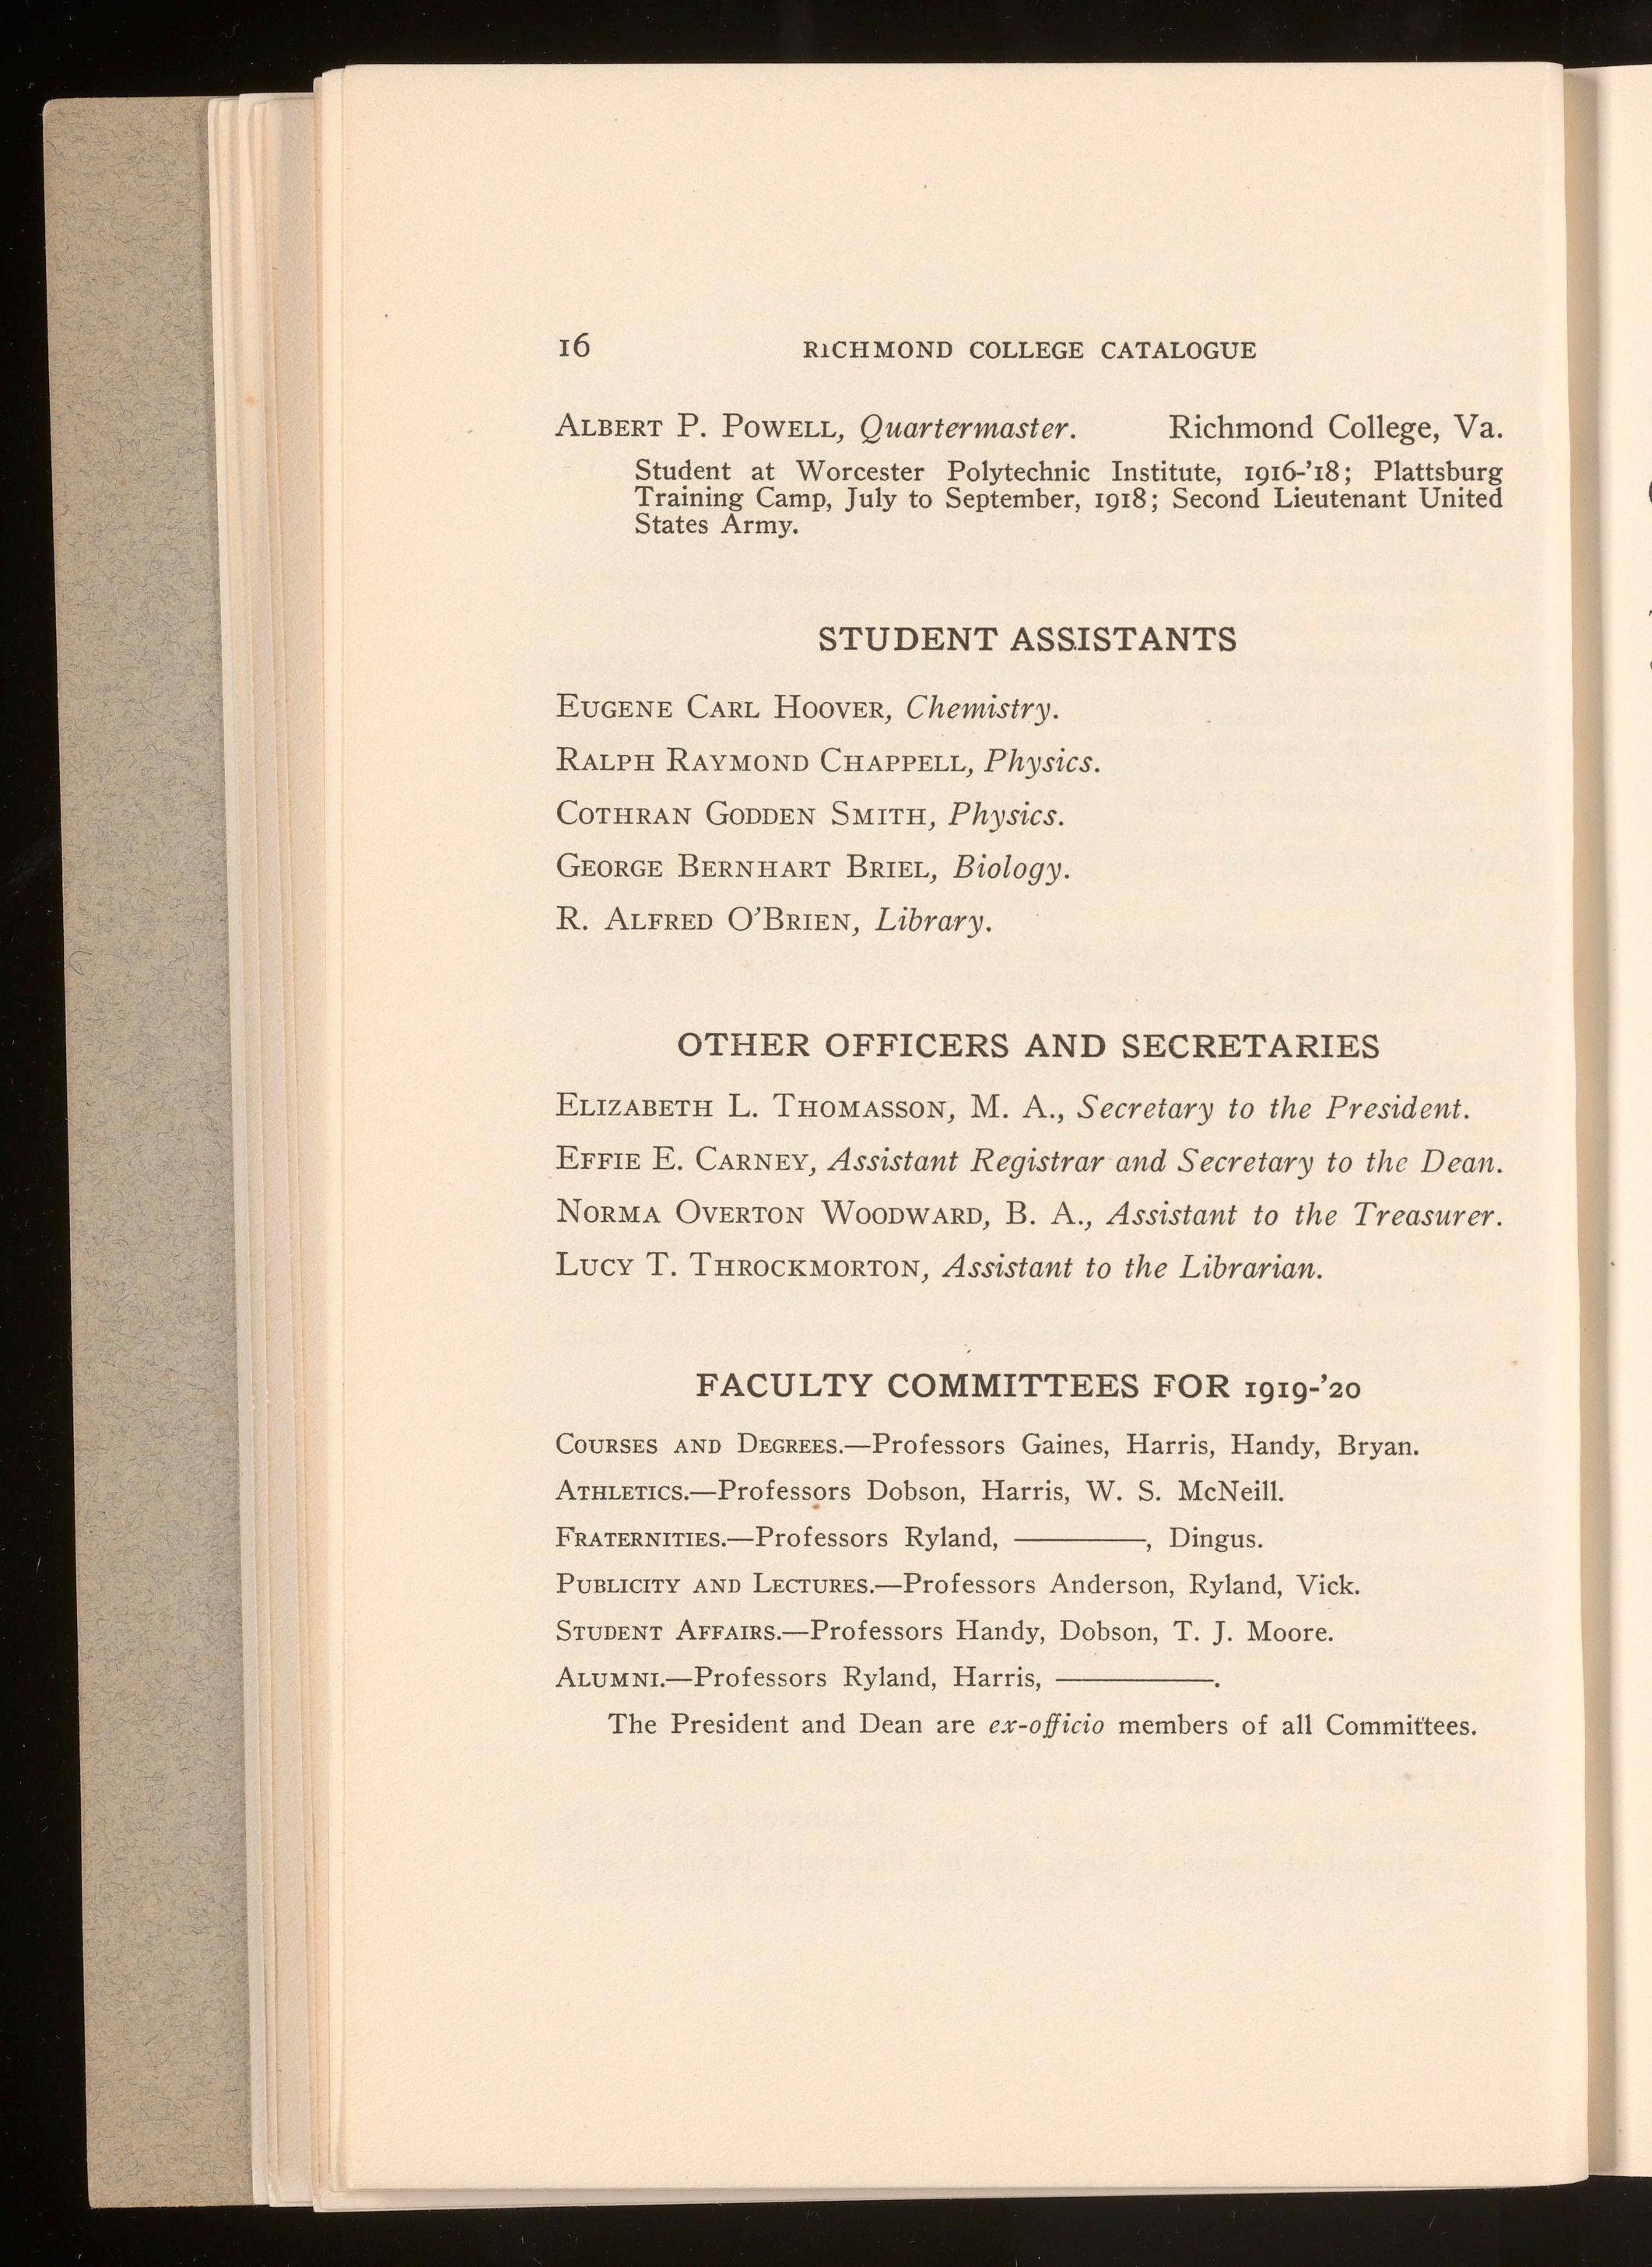 16 RICHMOND COLLEGE CATALOGUE
ALBERT P. POWELL, Quartermaster. Richmond College, Va.
Student at Worcester Polytechnic Institute, 1916-'18; Plattsburg
Training Camp, July to September, 1918; Second Lieutenant United
States Army.
STUDENT ASSISTANTS
EUGENE CARL HOOVER, Chemistry.
RALPH RAYMOND CHAPPELL, Physics.
COTHRAN GODDEN SMITH, Physics.
GEORGE BERNHART BRIEL, Biology.
R. ALFRED O'BRIEN, Library.
OTHER OFFICERS AND SECRETARIES
ELIZABETH L. THOMASSON, M. A., Secretary to the President.
EFFIE E. CARNEY, Assistant Registrar and Secretary to the Dean.
NORMA OVERTON WOODWARD, B. A., Assistant to the Treasurer.
LUCY T. THROCKMORTON, Assistant to the Librarian.
FACULTY COMMITTEES FOR 1919-'20
COURSES AND DEGREES.—Professors Gaines, Harris, Handy, Bryan.
ATHLETICS.—Professors Dobson, Harris, W. S. McNeill.
FRATERNITIES.—Professors Ryland, ————, Dingus.
PUBLICITY AND LECTURES.—Professors Anderson, Ryland, Vick.
STUDENT AFFAIRS.—Professors Handy, Dobson, T. J. Moore.
ALUMNI.—Professors Ryland, Harris, —————.
The President and Dean are ex-officio members of all Committees.